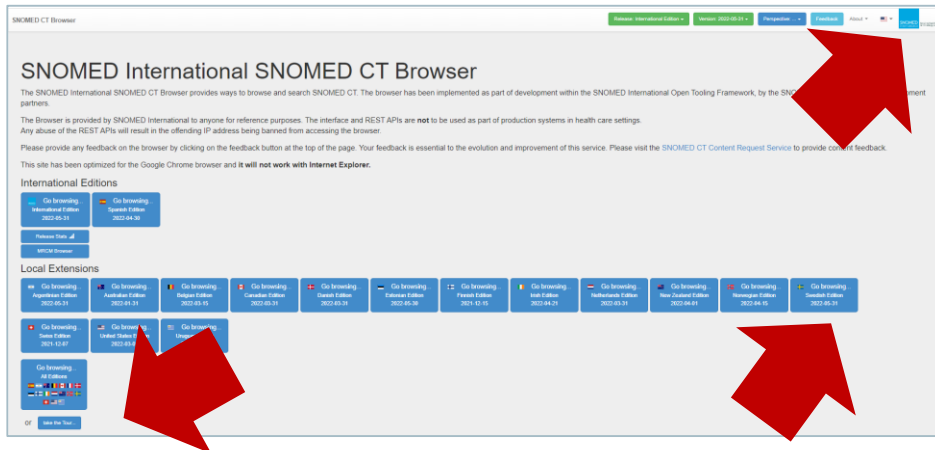 SNOMED CT Browser
Release: International Edition
Version: 2022-05-31
Perspective: ...
Feedback
About
SNOMED International SNOMED CT Browser
The SNOMED International SNOMED CT Browser provides ways to browse and search SNOMED CT. The browser has been implemented as part of development within the SNOMED International Open Tooling Framework, by the
partners.
The Browser is provided by SNOMED International to anyone for reference purposes. The interface and REST APIs are not to be used as part of production systems in health care settings.
Any abuse of the REST APIs will result in the offending IP address being banned from accessing the browser.
Please provide any feedback on the browser by clicking on the feedback button at the top of the page. Your feedback is essential to the evolution and improvement of this service. Please visit the SNOMED CT Content Request Service to provide content feedback.
This site has been optimized for the Google Chrome browser and it will not work with Internet Explorer.
International Editions
Go browsing...
International Edition
2022-05-31
Go browsing...
Spanish Edition
2022-04-30
Release Stats
MRCM Browser
Local Extensions
Go browsing...
Argentinian Edition
2022-05-31
Go browsing...
Australian Edition
2022-01-31
Go browsing...
Belgian Edition
2022-03-15
Go browsing...
Canadian Edition
2022-03-31
Go browsing...
Danish Edition
2022-03-31
Go browsing...
Estonian Edition
2022-05-30
Go browsing...
Finnish Edition
2021-12-15
Go browsing...
Irish Edition
2022-04-21
Go browsing...
Netherlands Edition
2022-03-31
Go browsing...
New Zealand Edition
2022-04-01
Go browsing...
Norwegian Edition
2022-04-15
Go browsing...
Swedish Edition
2022-05-31
Go browsing...
Swiss Edition
2021-12-07
Go browsing...
United States
2022-03-
Go browsing...
Go browsing...
All Editions
or
take the Tour...